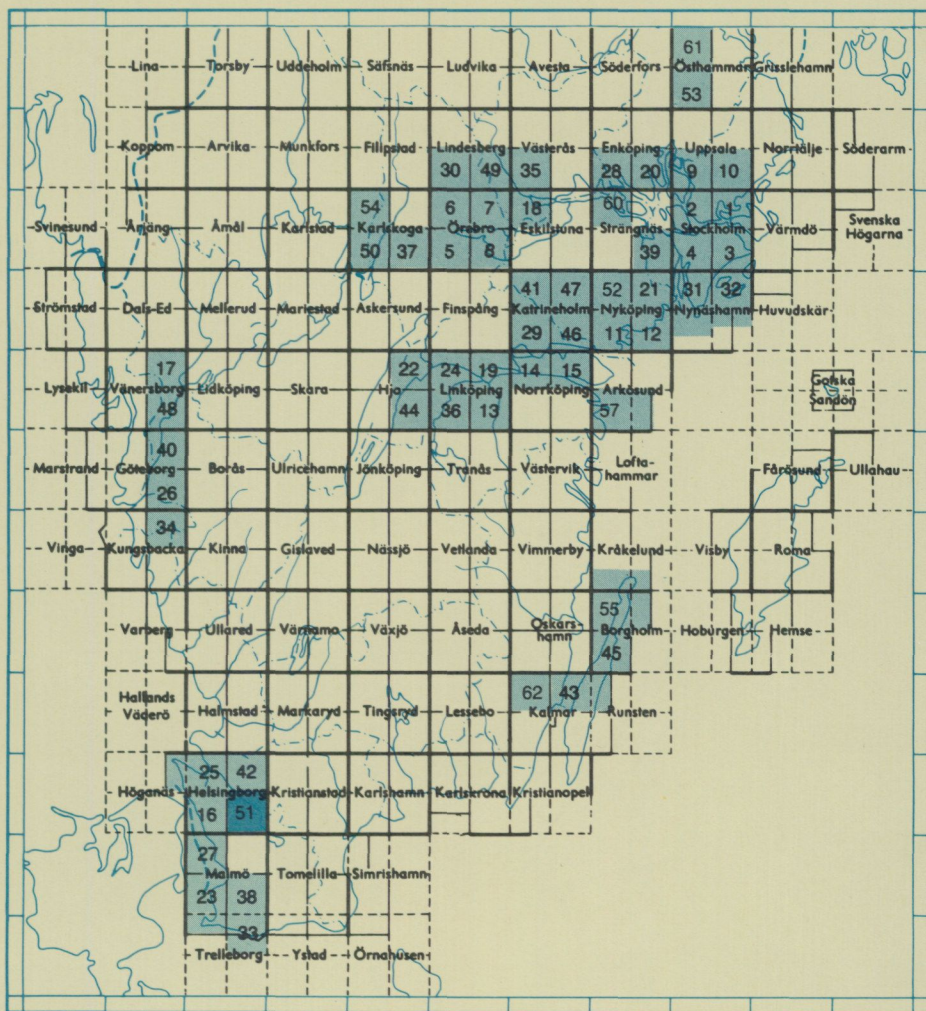 61
Lina Torsby Uddeholm Säfsnäs Ludvika Avesta Söderfors Östhammar Grisslehamn
53
Koppom Arvika Munkfors Filipstad Lindesberg Västerås Enköping Uppsala Norrtälje Söderarm
30 49 35 28 20 9 10
54 6 7 18 60 2 1
Svinesund Årjäng Åmål Karlstad Karlskoga Örebro Eskilstuna Strängnäs Stockholm Värmdö Svenska Högarna
50 37 5 8 39 4 3
41 47 52 21 31 32
Strömstad Dals-Ed Mellerud Mariestad Askersund Finspång Katrineholm Nyköping Nynäshamn Huvudskär
29 46 11 12
17 22 24 19 14 15
Lysekil Vänersborg Lidköping Skara Hjo Linköping Norrköping Arkösund Gotska Sandön
48 44 36 13 57
40
Marstrand Göteborg Borås Ulricehamn Jönköping Tranås Västervik Lofta-hammar Fårösund Ullahau
26
34
Vinga Kungsbacka Kinna Gislaved Nässjö Vetlanda Vimmerby Kråkelund Visby Roma
55
Varberg Ullared Värnamo Växjö Åseda Oskars-hamn Borgholm Hoburgen Hemse
45
62 43
Hallands Väderö Halmstad Markaryd Tingsryd Lessebo Kalmar Runsten
25 42
Höganäs Helsingborg Kristianstad Karlshamn Karlskrona Kristianopel
16 51
27
Malmö Tomelilla Simrishamn
23 38
33
Trelleborg Ystad Örnahusen